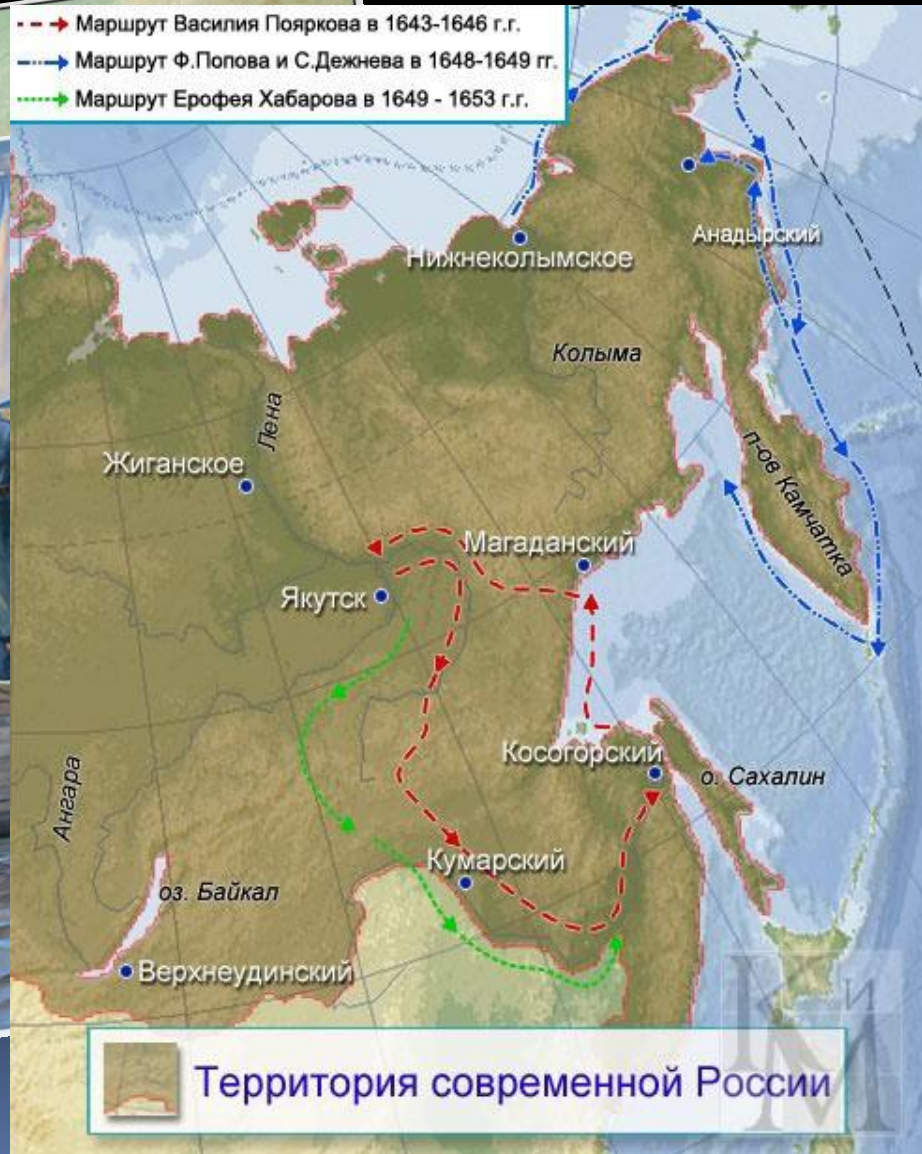 Маршрут Василия Пояркова в 1643-1646 г.г.
Маршрут Ф.Попова и С.Дежнева в 1648-1649 гг.
Маршрут Ерофея Хабарова в 1649 - 1653 г.г.
Анадырский
Нижнеколымское
Колыма
Лена
Жиганское
п-ов Камчатка
Магаданский
Якутск
Косогорский
о. Сахалин
Ангара
Кумарский
оз. Байкал
Верхнеудинский
КиМ
Территория современной России